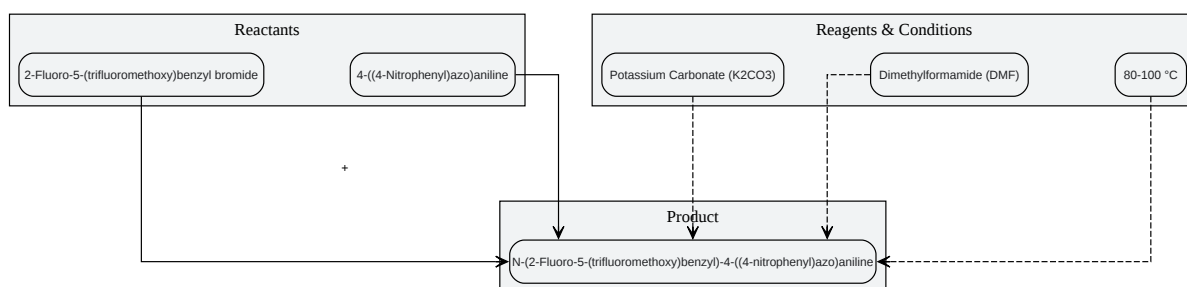 Reactants
Reagents & Conditions
2-Fluoro-5-(trifluoromethoxy)benzyl bromide
4-((4-Nitrophenyl)azo)aniline
Potassium Carbonate (K2CO3)
Dimethylformamide (DMF)
80-100 °C
+
Product
N-(2-Fluoro-5-(trifluoromethoxy)benzyl)-4-((4-nitrophenyl)azo)aniline